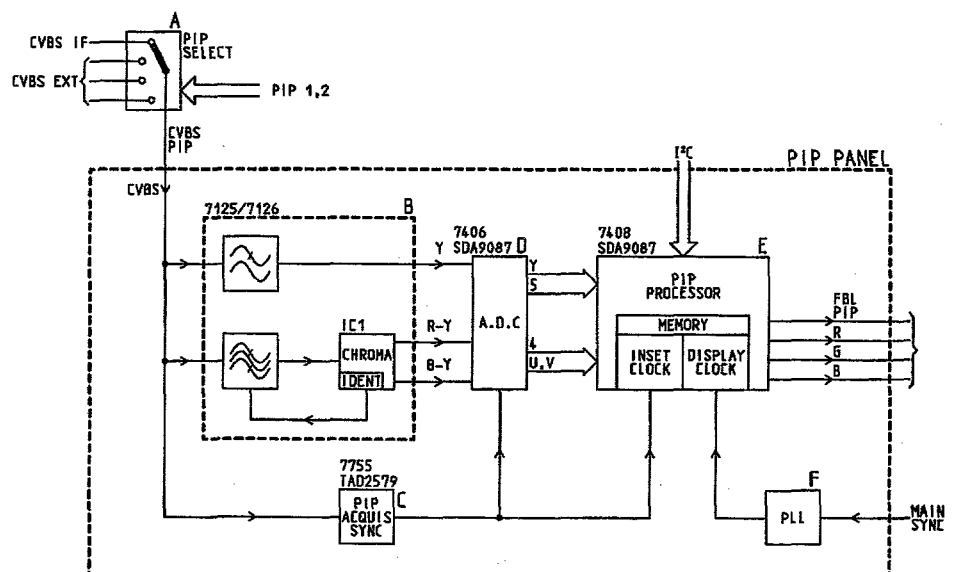 A
CVBS IF
PIP
SELECT
CVBS EXT
PIP 1,2
CVBS
PIP
I²C
PIP PANEL
CVBS
7125/7126
B
7406
SDA9087
D
7408
SDA9087
E
Y
Y
5
PIP
PROCESSOR
A.D.C
FBL
PIP
IC1
R-Y
MEMORY
R
CHROMA
4
INSET
CLOCK
DISPLAY
CLOCK
G
IDENT
B-Y
U.V
B
7755
TAD2579
C
F
PIP
ACQUIS
SYNC
PLL
MAIN
SYNC